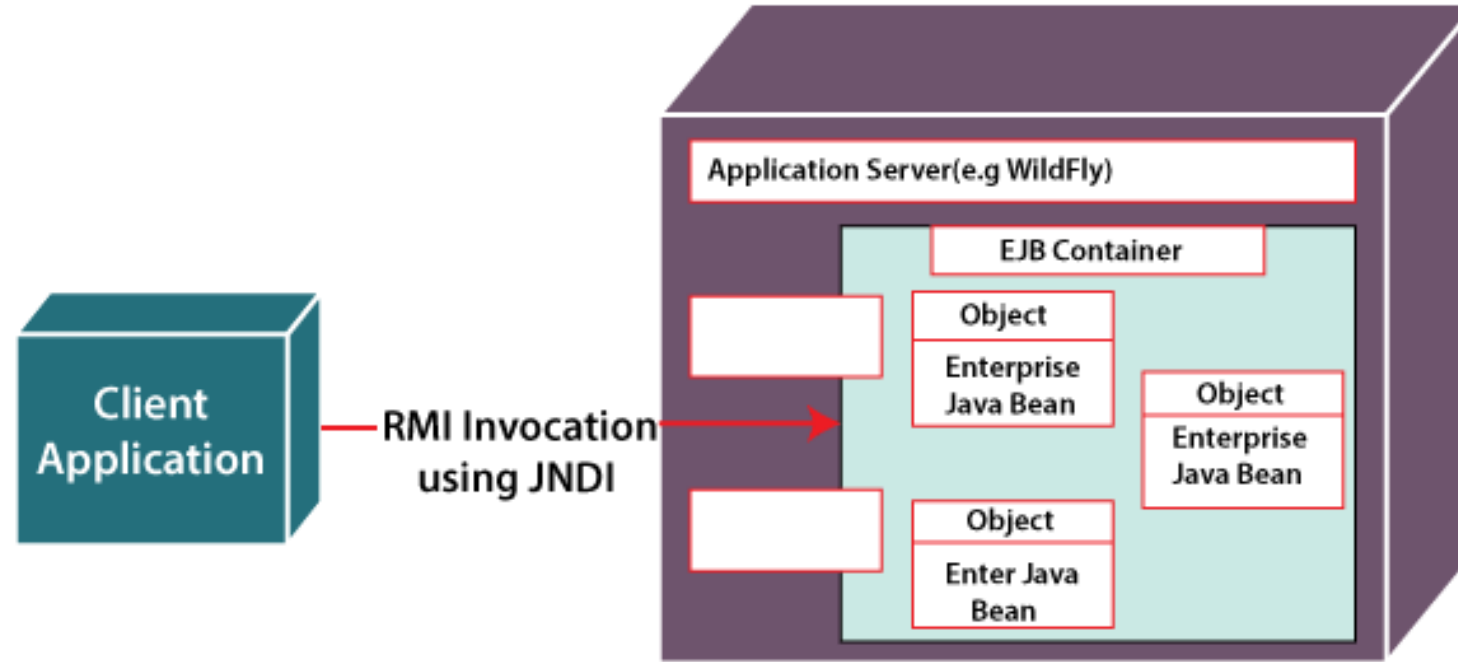 Application Server(e.g WildFly)
EJB Container
Object
Enterprise
Java Bean
Object
Enterprise
Java Bean
Client
Application
RMI Invocation
using JNDI
Object
Enter Java
Bean